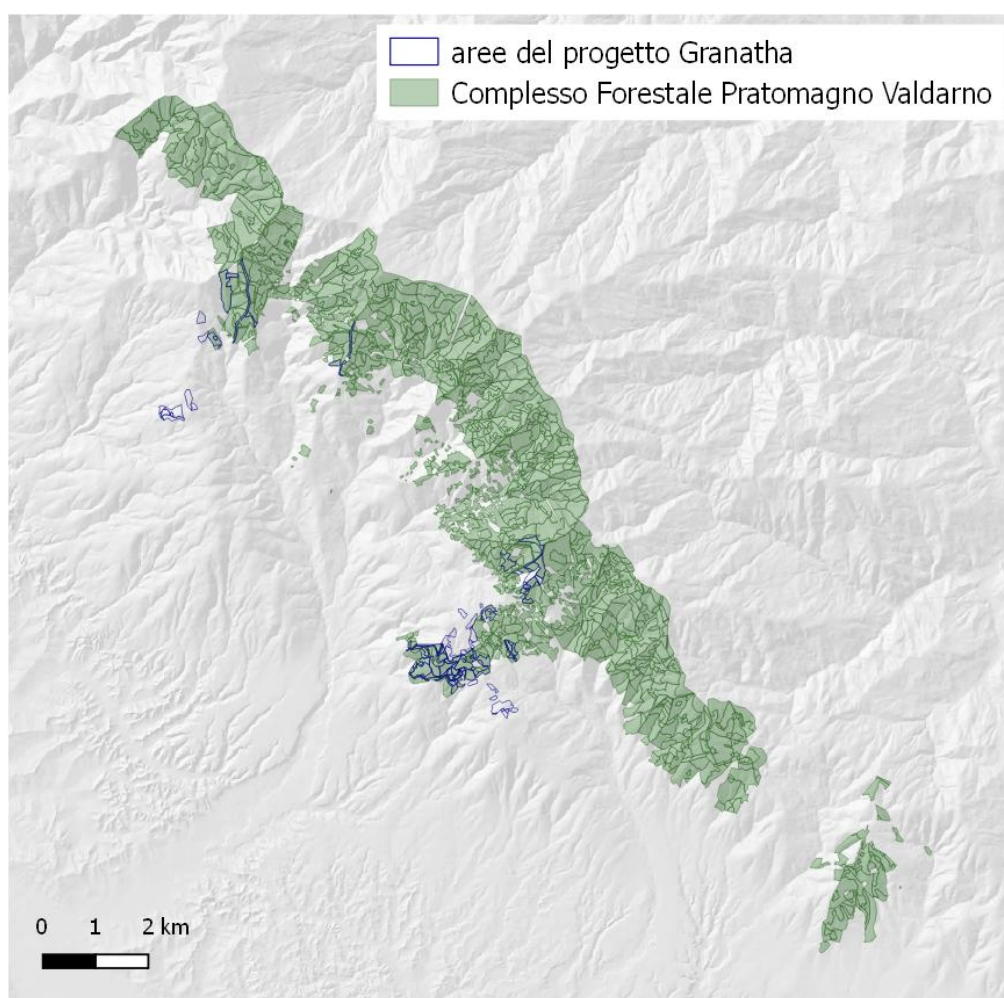 aree del progetto Granatha
Complesso Forestale Pratomagno Valdarno
0 1 2 km